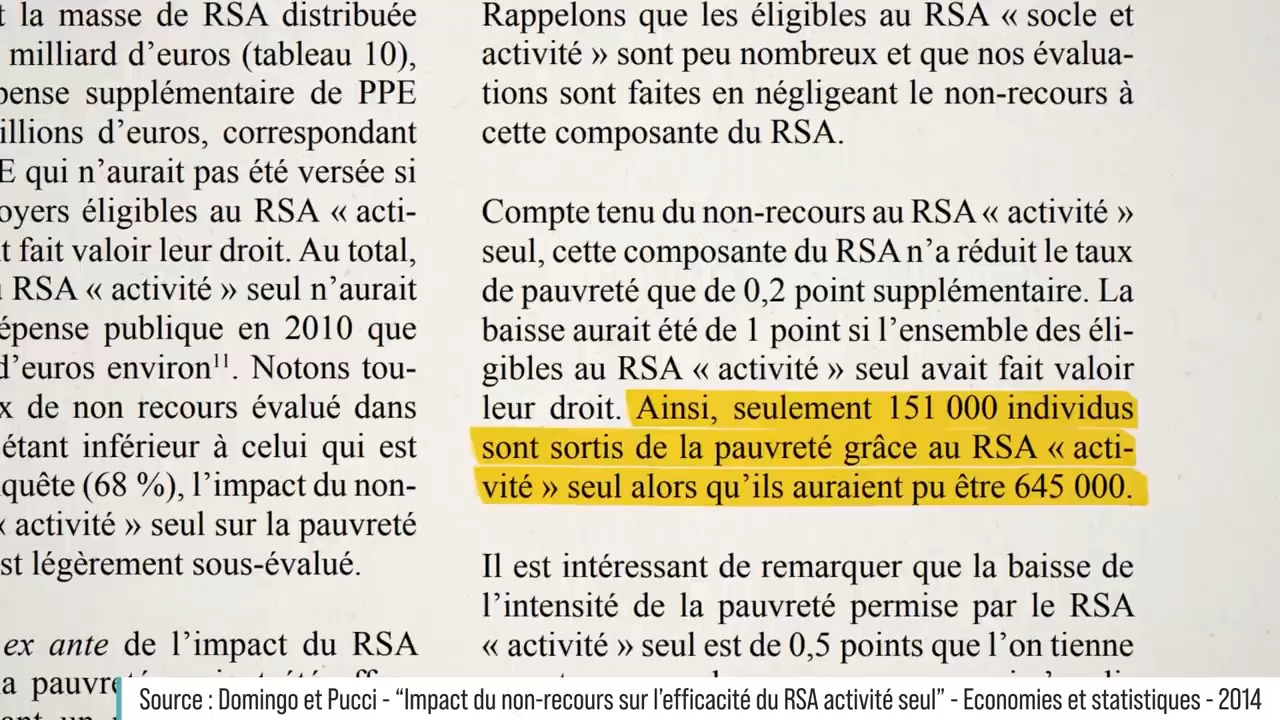 t la masse de RSA distribuée
milliard d’euros (tableau 10),
pense supplémentaire de PPE
illions d’euros, correspondant
E qui n’aurait pas été versée si
oyers éligibles au RSA « acti-
t fait valoir leur droit. Au total,
RSA « activité » seul n’aurait
épense publique en 2010 que
d’euros environ¹¹. Notons tou-
x de non recours évalué dans
étant inférieur à celui qui est
quête (68 %), l’impact du non-
« activité » seul sur la pauvreté
st légèrement sous-évalué.
ex ante de l’impact du RSA
Rappelons que les éligibles au RSA « socle et
activité » sont peu nombreux et que nos évalua-
tions sont faites en négligeant le non-recours à
cette composante du RSA.
Compte tenu du non-recours au RSA « activité »
seul, cette composante du RSA n’a réduit le taux
de pauvreté que de 0,2 point supplémentaire. La
baisse aurait été de 1 point si l’ensemble des éli-
gibles au RSA « activité » seul avait fait valoir
leur droit. Ainsi, seulement 151 000 individus
sont sortis de la pauvreté grâce au RSA « acti-
vité » seul alors qu’ils auraient pu être 645 000.
Il est intéressant de remarquer que la baisse de
l’intensité de la pauvreté permise par le RSA
« activité » seul est de 0,5 points que l’on tienne
Source : Domingo et Pucci - “Impact du non-recours sur l’efficacité du RSA activité seul” - Economies et statistiques - 2014